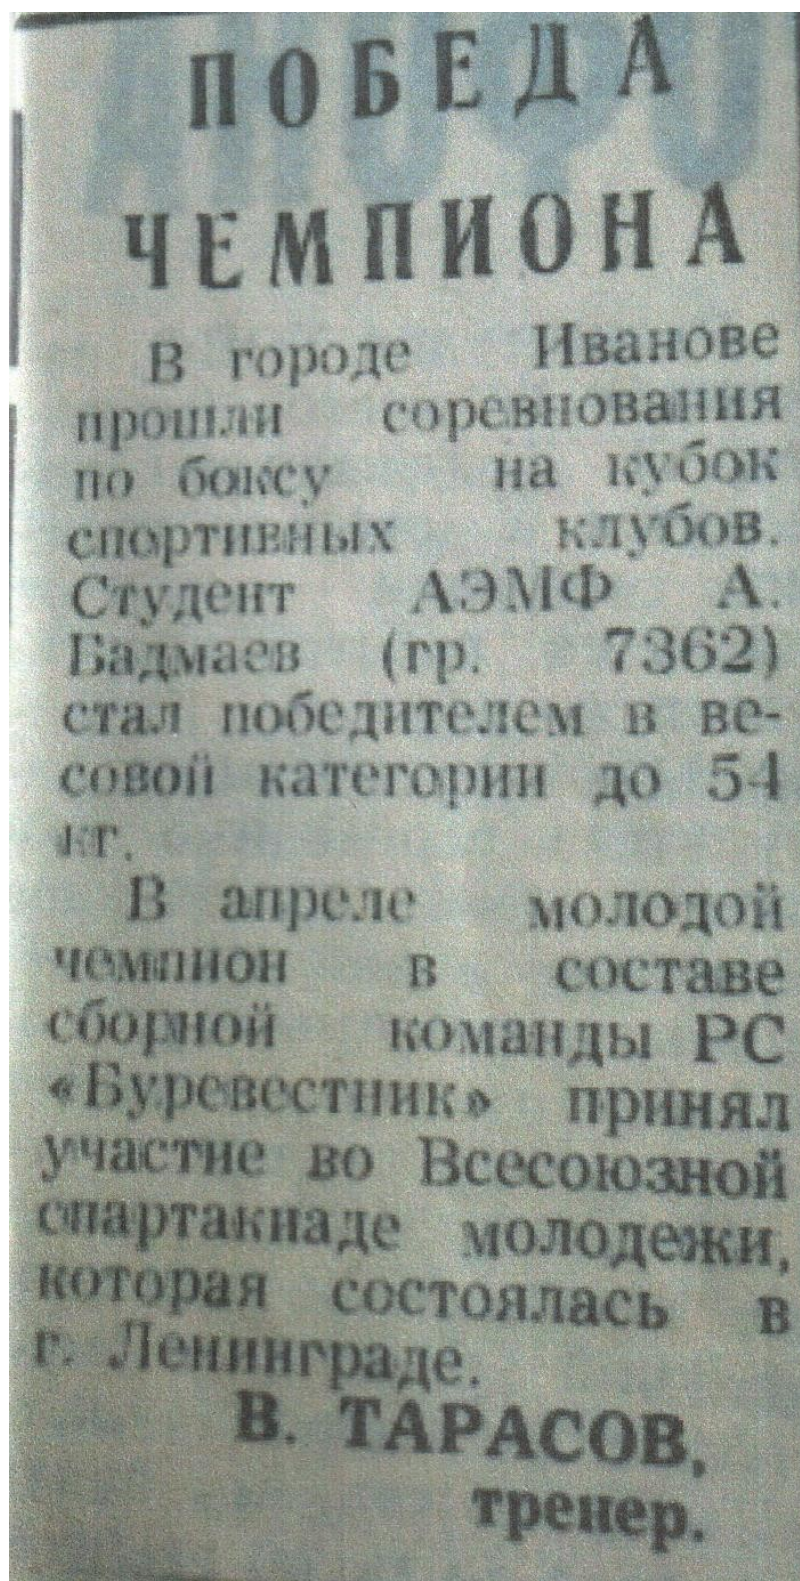 ПОБЕДА
ЧЕМПИОНА
В городе Иванове
прошли соревнования
по боксу на кубок
спортивных клубов.
Студент АЭМФ А.
Бадмаев (гр. 7362)
стал победителем в ве-
совой категории до 54
кг.
В апреле молодой
чемпион в составе
сборной команды РС
«Буревестник» принял
участие во Всесоюзной
спартакиаде молодежи,
которая состоялась в
г. Ленинграде.
В. ТАРАСОВ,
тренер.